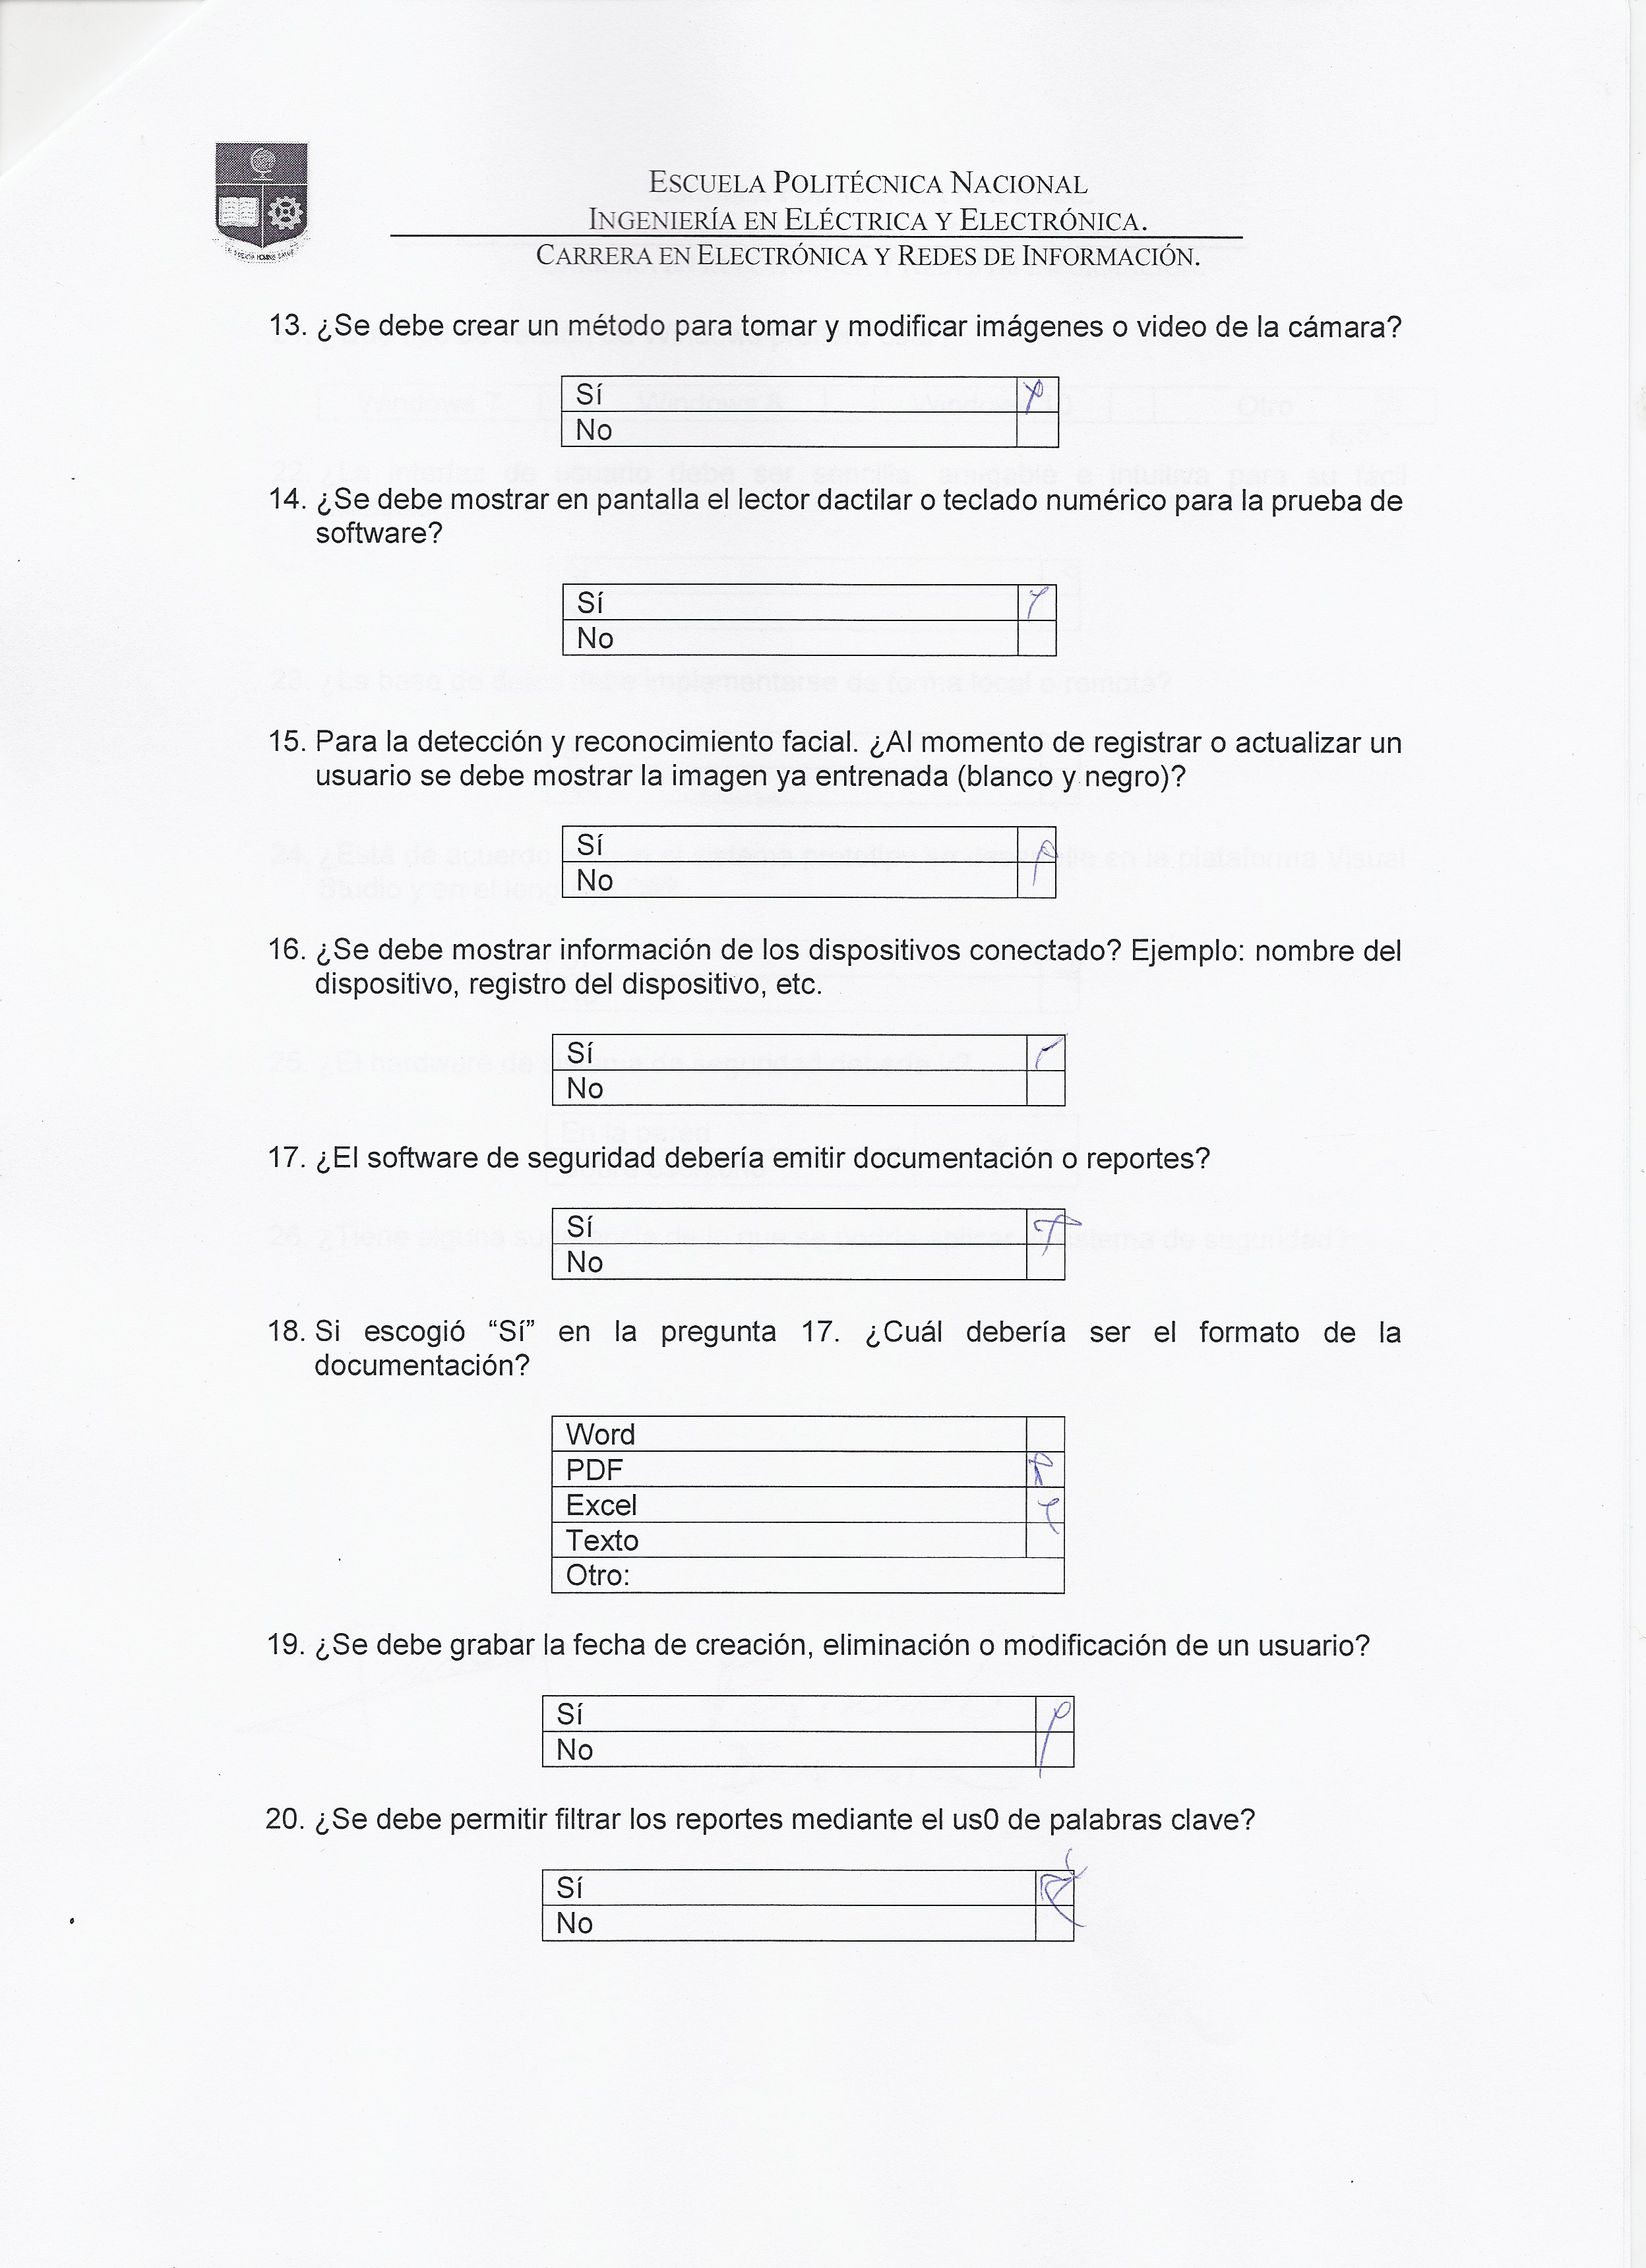 ESCUELA POLITÉCNICA NACIONAL
INGENIERÍA EN ELÉCTRICA Y ELECTRÓNICA.
CARRERA EN ELECTRÓNICA Y REDES DE INFORMACIÓN.
13. ¿Se debe crear un método para tomar y modificar imágenes o video de la cámara?
Sí
No
14. ¿Se debe mostrar en pantalla el lector dactilar o teclado numérico para la prueba de
software?
Sí
No
15. Para la detección y reconocimiento facial. ¿Al momento de registrar o actualizar un
usuario se debe mostrar la imagen ya entrenada (blanco y negro)?
Sí
No
16. ¿Se debe mostrar información de los dispositivos conectado? Ejemplo: nombre del
dispositivo, registro del dispositivo, etc.
Sí
No
17. ¿El software de seguridad debería emitir documentación o reportes?
Sí
No
18. Si escogió “Sí” en la pregunta 17. ¿Cuál debería ser el formato de la
documentación?
Word
PDF
Excel
Texto
Otro:
19. ¿Se debe grabar la fecha de creación, eliminación o modificación de un usuario?
Sí
No
20. ¿Se debe permitir filtrar los reportes mediante el us0 de palabras clave?
Sí
No